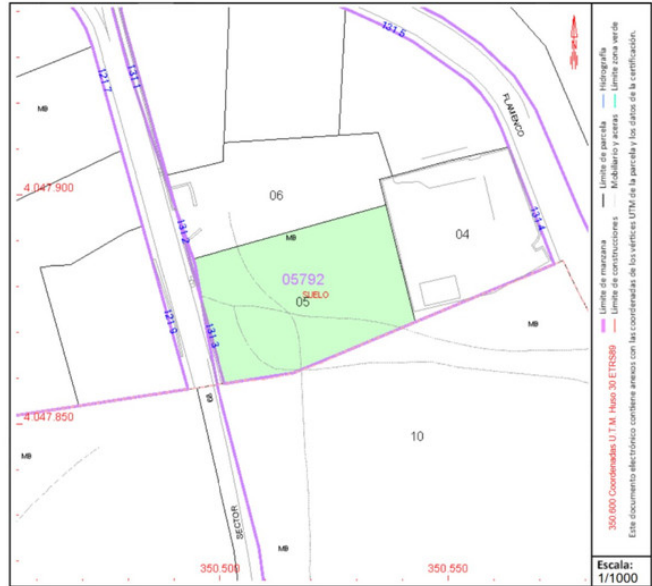 131.5
121.7
131.1
FLAMENCO
MB
4 047.900
06
131.2
04
131.4
MB
05792
SUELO
05
121.9
131.3
MB
69
4 047.850
10
MB
SECTOR
MB
350.500
350.550
350.600 Coordenadas U.T.M. Huso 30 ETRS89
Límite de manzana
Límite de parcela
Hidrografía
Límite de construcciones
Mobiliario y aceras
Límite zona verde
Este documento electrónico contiene anexos con las coordenadas de los vértices UTM de la parcela y los datos de la certificación.
Escala:
1/1000